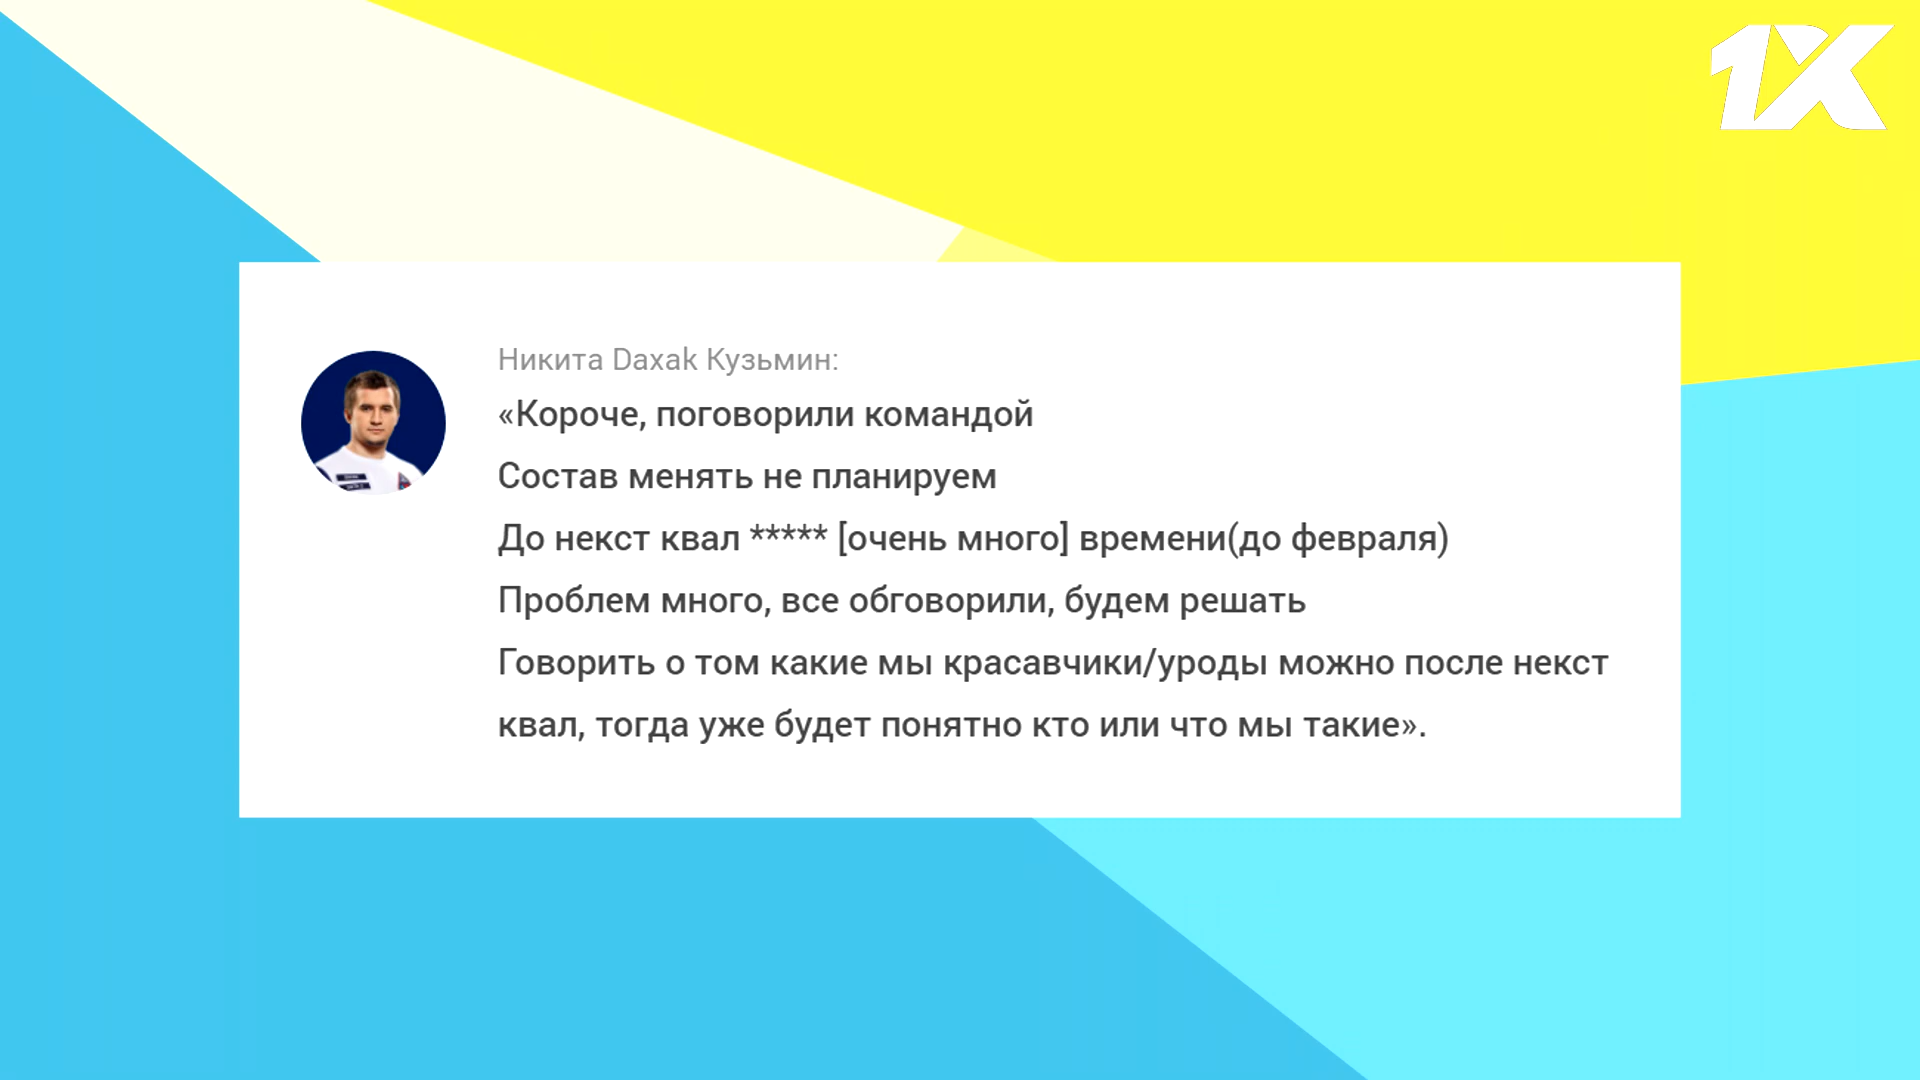 1X
Никита Daxak Кузьмин:
«Короче, поговорили командой
Состав менять не планируем
До некст квал ***** [очень много] времени(до февраля)
Проблем много, все обговорили, будем решать
Говорить о том какие мы красавчики/уроды можно после некст
квал, тогда уже будет понятно кто или что мы такие».